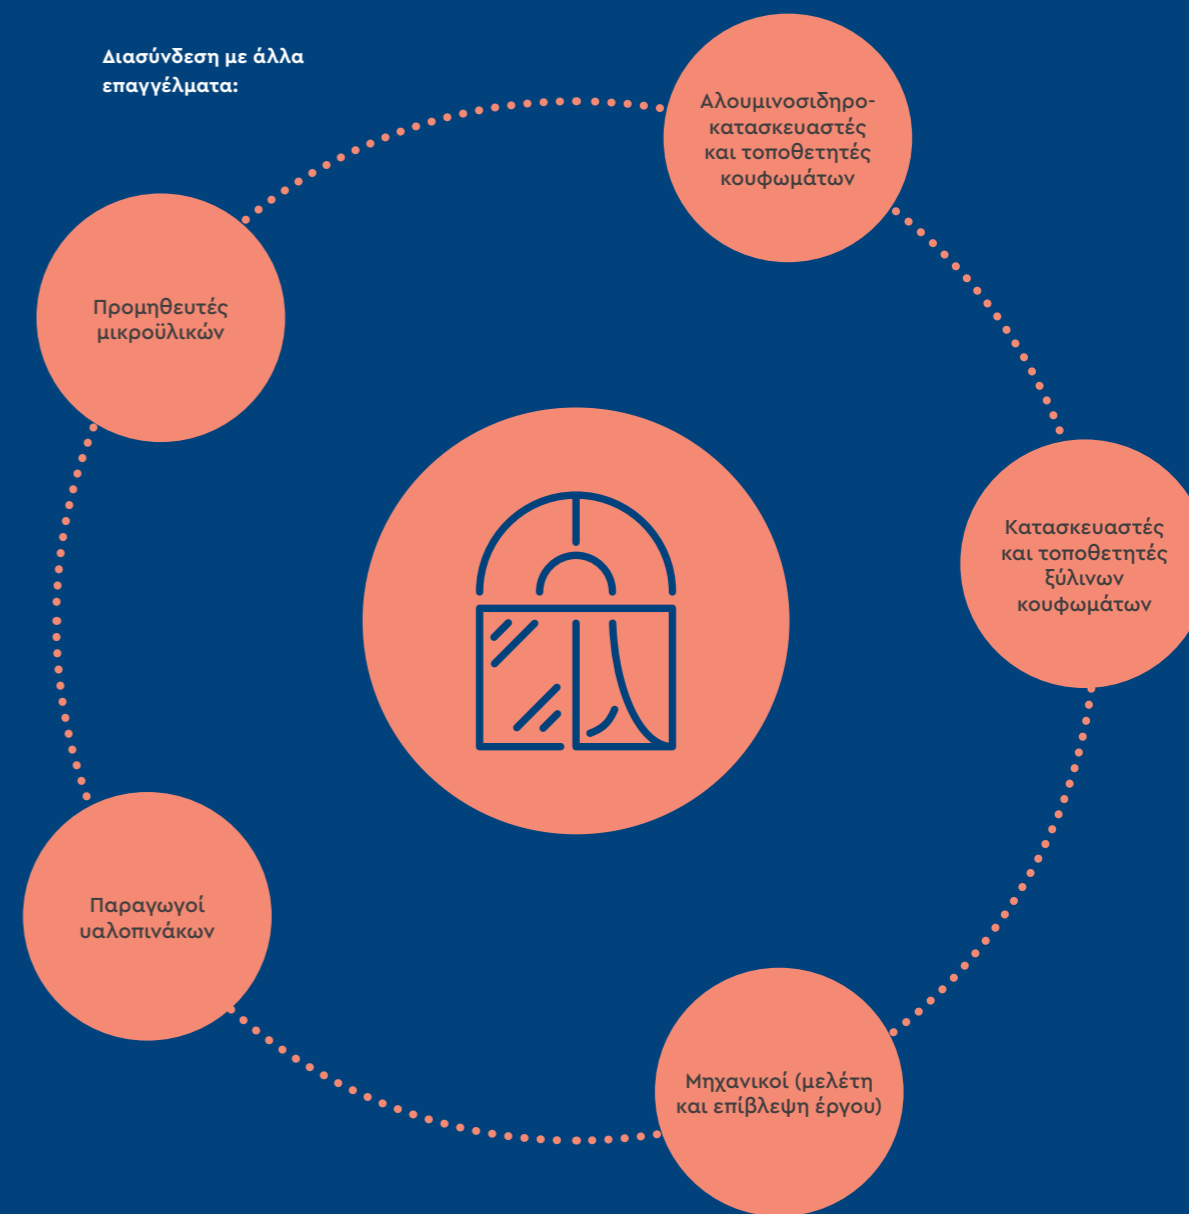 Διασύνδεση με άλλα
επαγγέλματα:
Αλουμινοσιδηρο-
κατασκευαστές
και τοποθετητές
κουφωμάτων
Προμηθευτές
μικροϋλικών
Κατασκευαστές
και τοποθετητές
ξύλινων
κουφωμάτων
Παραγωγοί
υαλοπινάκων
Μηχανικοί (μελέτη
και επίβλεψη έργου)